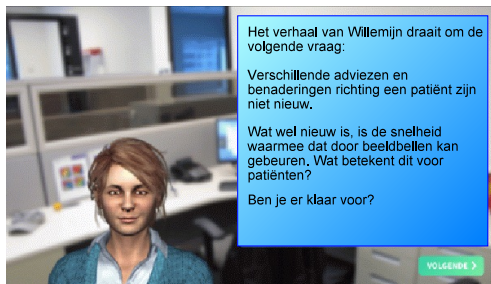 Het verhaal van Willemijn draait om de
volgende vraag:
Verschillende adviezen en
benaderingen richting een patiënt zijn
niet nieuw.
Wat wel nieuw is, is de snelheid
waarmee dat door beeldbellen kan
gebeuren. Wat betekent dit voor
patiënten?
Ben je er klaar voor?
VOLGENDE >